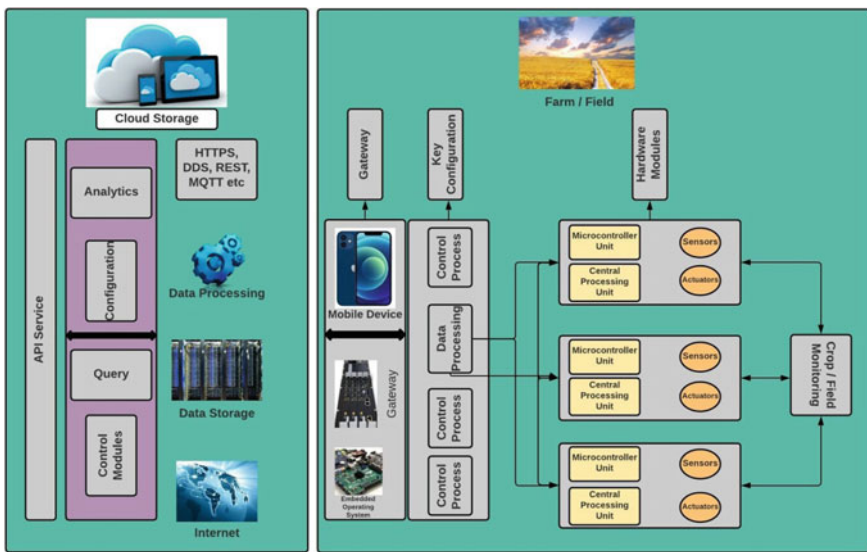 Cloud Storage
API Service
Analytics
Configuration
Query
Control
Modules
HTTPS,
DDS, REST,
MQTT etc
Data Processing
Data Storage
Internet
Farm / Field
Gateway
Key
Configuration
Hardware
Modules
Mobile Device
Gateway
Embedded
Operating
System
Control
Process
Data
Processing
Control
Process
Control
Process
Microcontroller
Unit
Central
Processing
Unit
Sensors
Actuators
Microcontroller
Unit
Central
Processing
Unit
Sensors
Actuators
Microcontroller
Unit
Central
Processing
Unit
Sensors
Actuators
Crop / Field
Monitoring